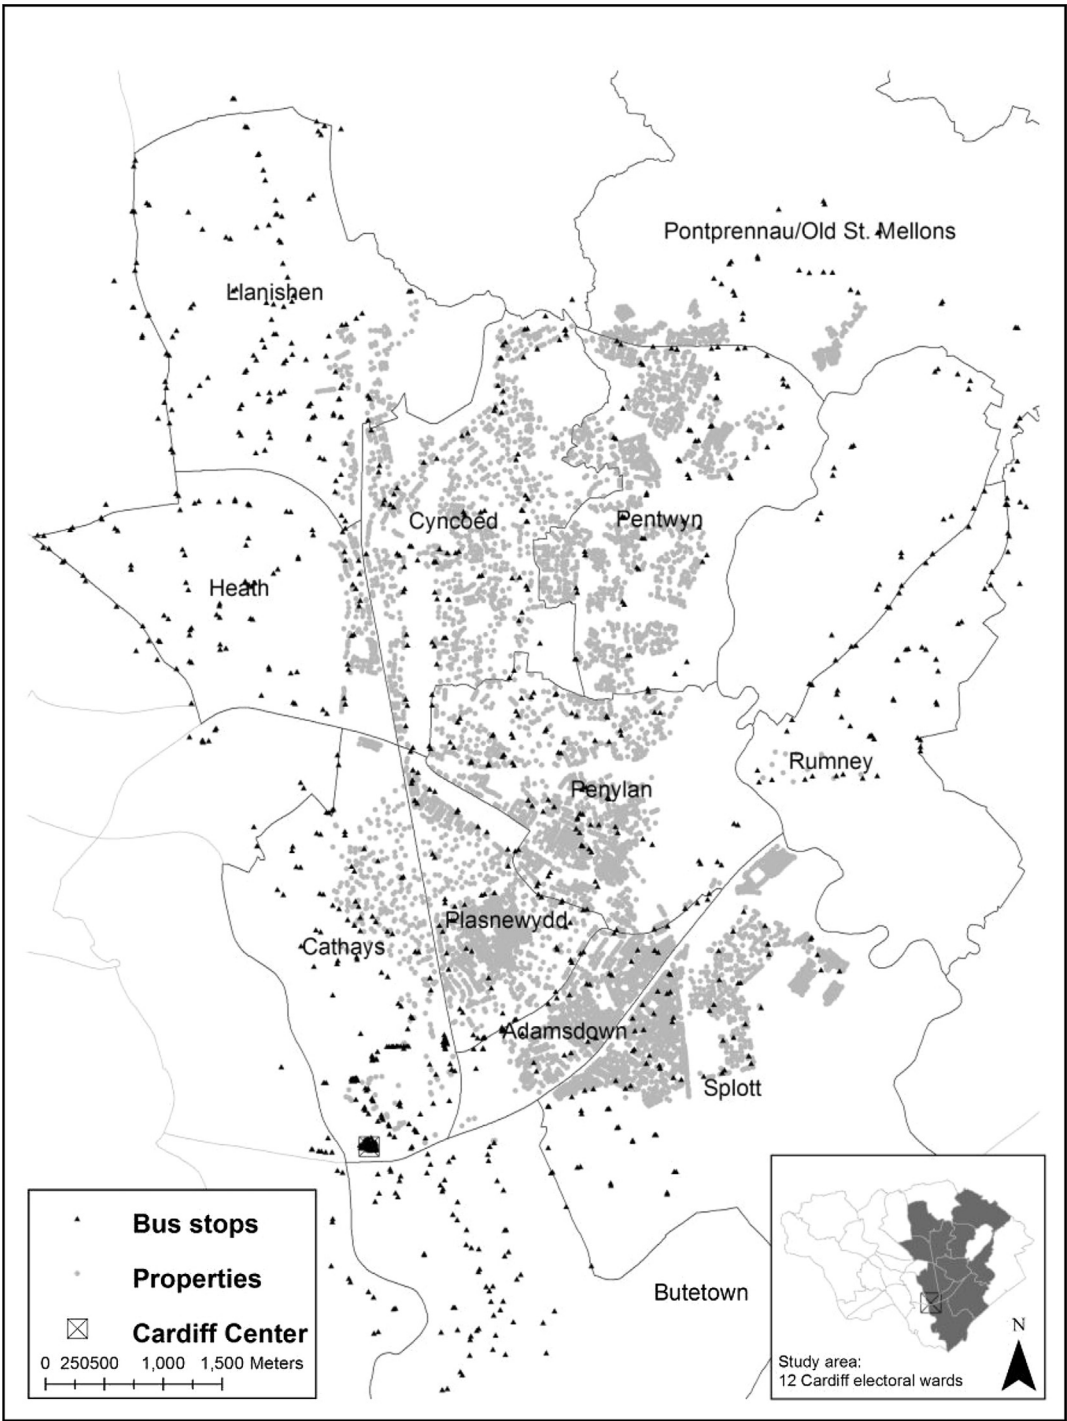 Pontprennau/Old St. Mellons
Llanishen
Cyncoed
Pentwyn
Heath
Rumney
Penylan
Plasnewydd
Cathays
Adamsdown
Splott
Butetown
Bus stops
Properties
Cardiff Center
0 250500 1,000 1,500 Meters
N
Study area:
12 Cardiff electoral wards